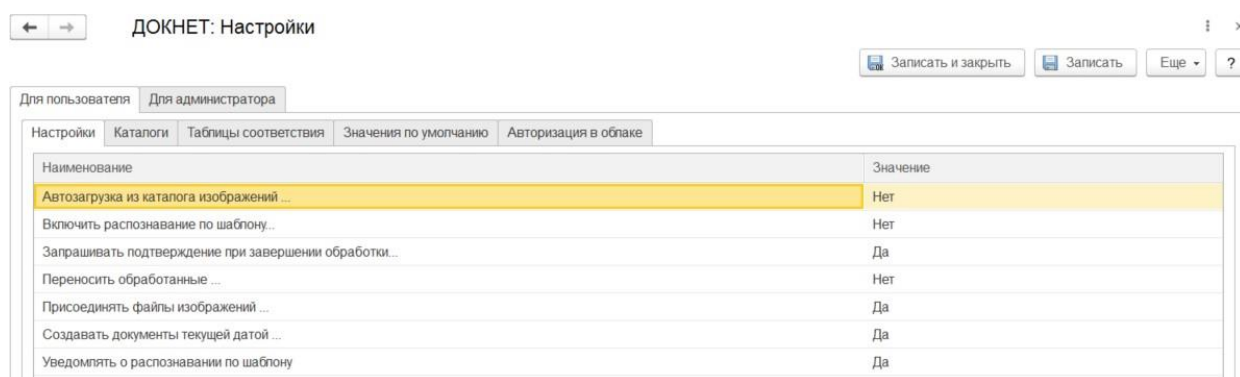 ДОКНЕТ: Настройки
Записать и закрыть Записать Еще ?
Для пользователя Для администратора
Настройки Каталоги Таблицы соответствия Значения по умолчанию Авторизация в облаке
Наименование Значение
Автозагрузка из каталога изображений ... Нет
Включить распознавание по шаблону... Нет
Запрашивать подтверждение при завершении обработки... Да
Переносить обработанные ... Нет
Присоединять файлы изображений ... Да
Создавать документы текущей датой ... Да
Уведомлять о распознавании по шаблону Да